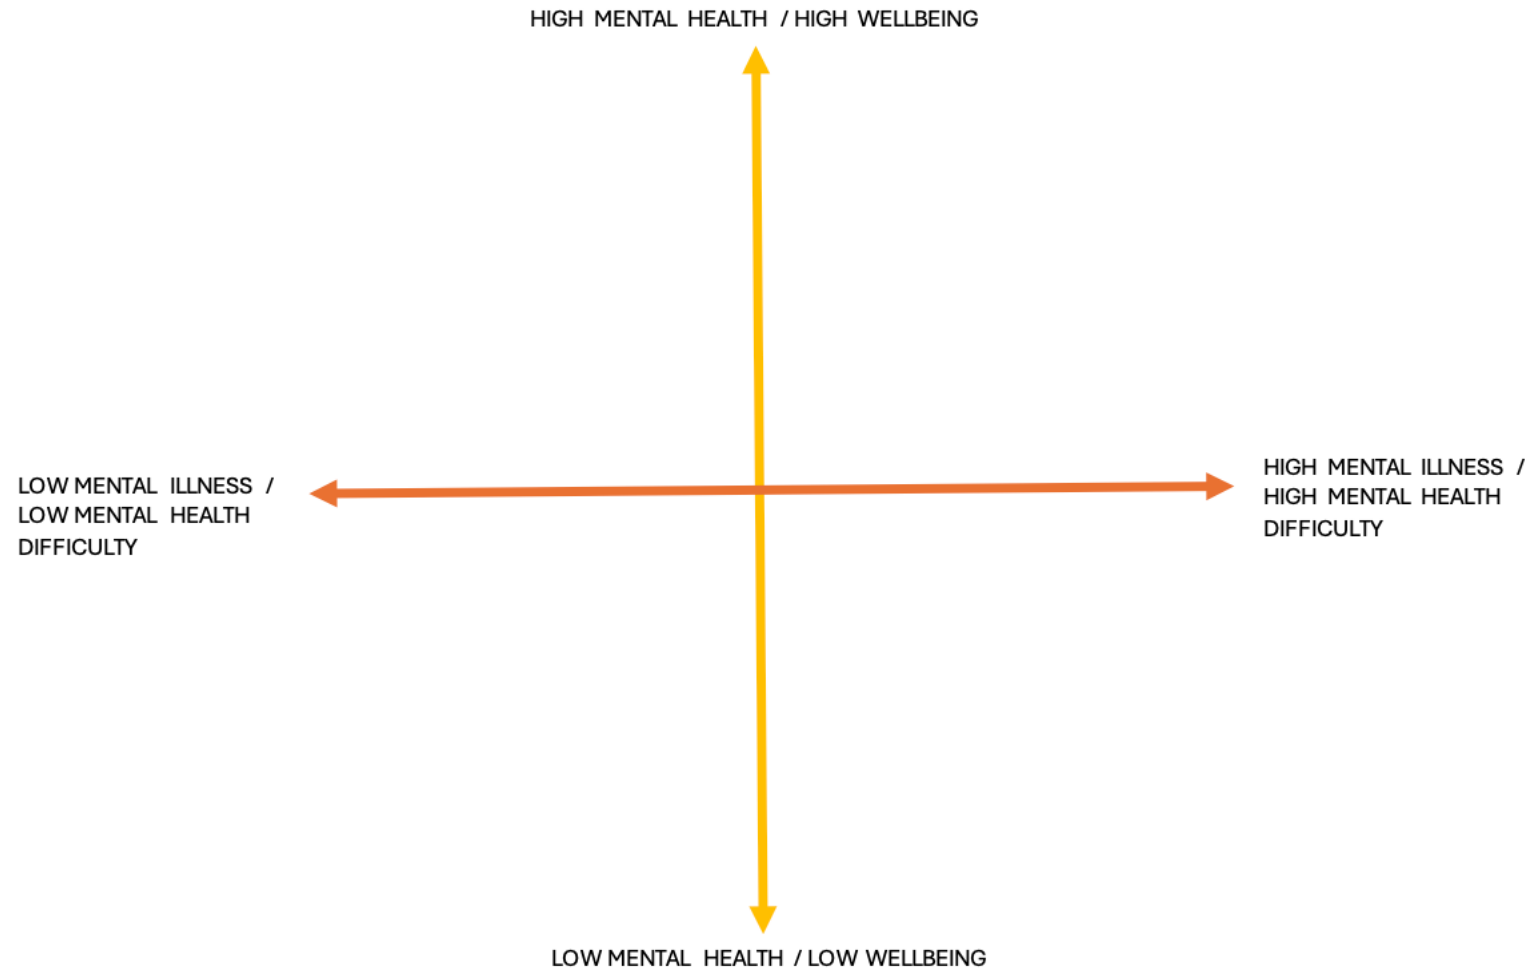 HIGH MENTAL HEALTH / HIGH WELLBEING
LOW MENTAL ILLNESS /
LOW MENTAL HEALTH
DIFFICULTY
HIGH MENTAL ILLNESS /
HIGH MENTAL HEALTH
DIFFICULTY
LOW MENTAL HEALTH / LOW WELLBEING